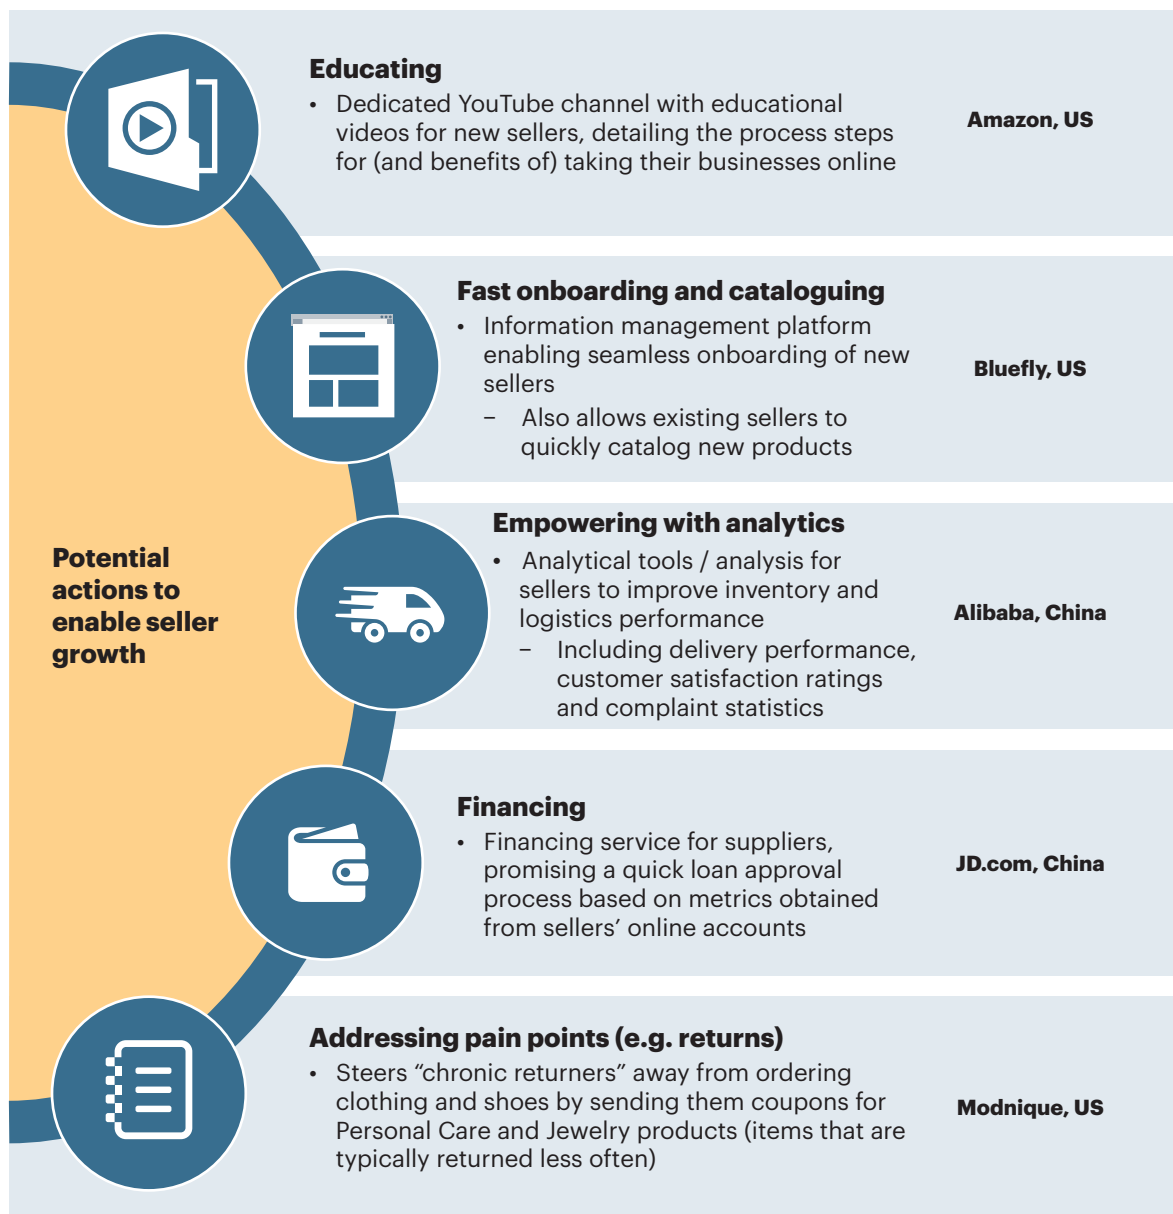 Potential
actions to
enable seller
growth
Educating
• Dedicated YouTube channel with educational
videos for new sellers, detailing the process steps
for (and benefits of) taking their businesses online
Amazon, US
Fast onboarding and cataloguing
• Information management platform
enabling seamless onboarding of new
sellers
– Also allows existing sellers to
quickly catalog new products
Bluefly, US
Empowering with analytics
• Analytical tools / analysis for
sellers to improve inventory and
logistics performance
– Including delivery performance,
customer satisfaction ratings
and complaint statistics
Alibaba, China
Financing
• Financing service for suppliers,
promising a quick loan approval
process based on metrics obtained
from sellers’ online accounts
JD.com, China
Addressing pain points (e.g. returns)
• Steers “chronic returners” away from ordering
clothing and shoes by sending them coupons for
Personal Care and Jewelry products (items that are
typically returned less often)
Modnique, US